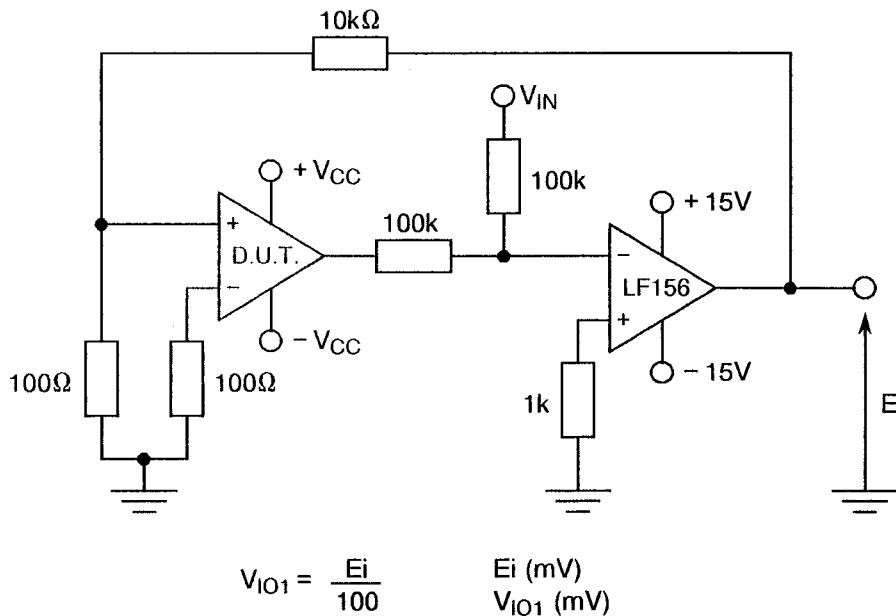 10kΩ
V_IN
+ V_CC
100k
100k
+ 15V
+
D.U.T.
−
−
LF156
+
− V_CC
− 15V
100Ω
100Ω
1k
E
V_IO1 = Ei / 100
Ei (mV)
V_IO1 (mV)